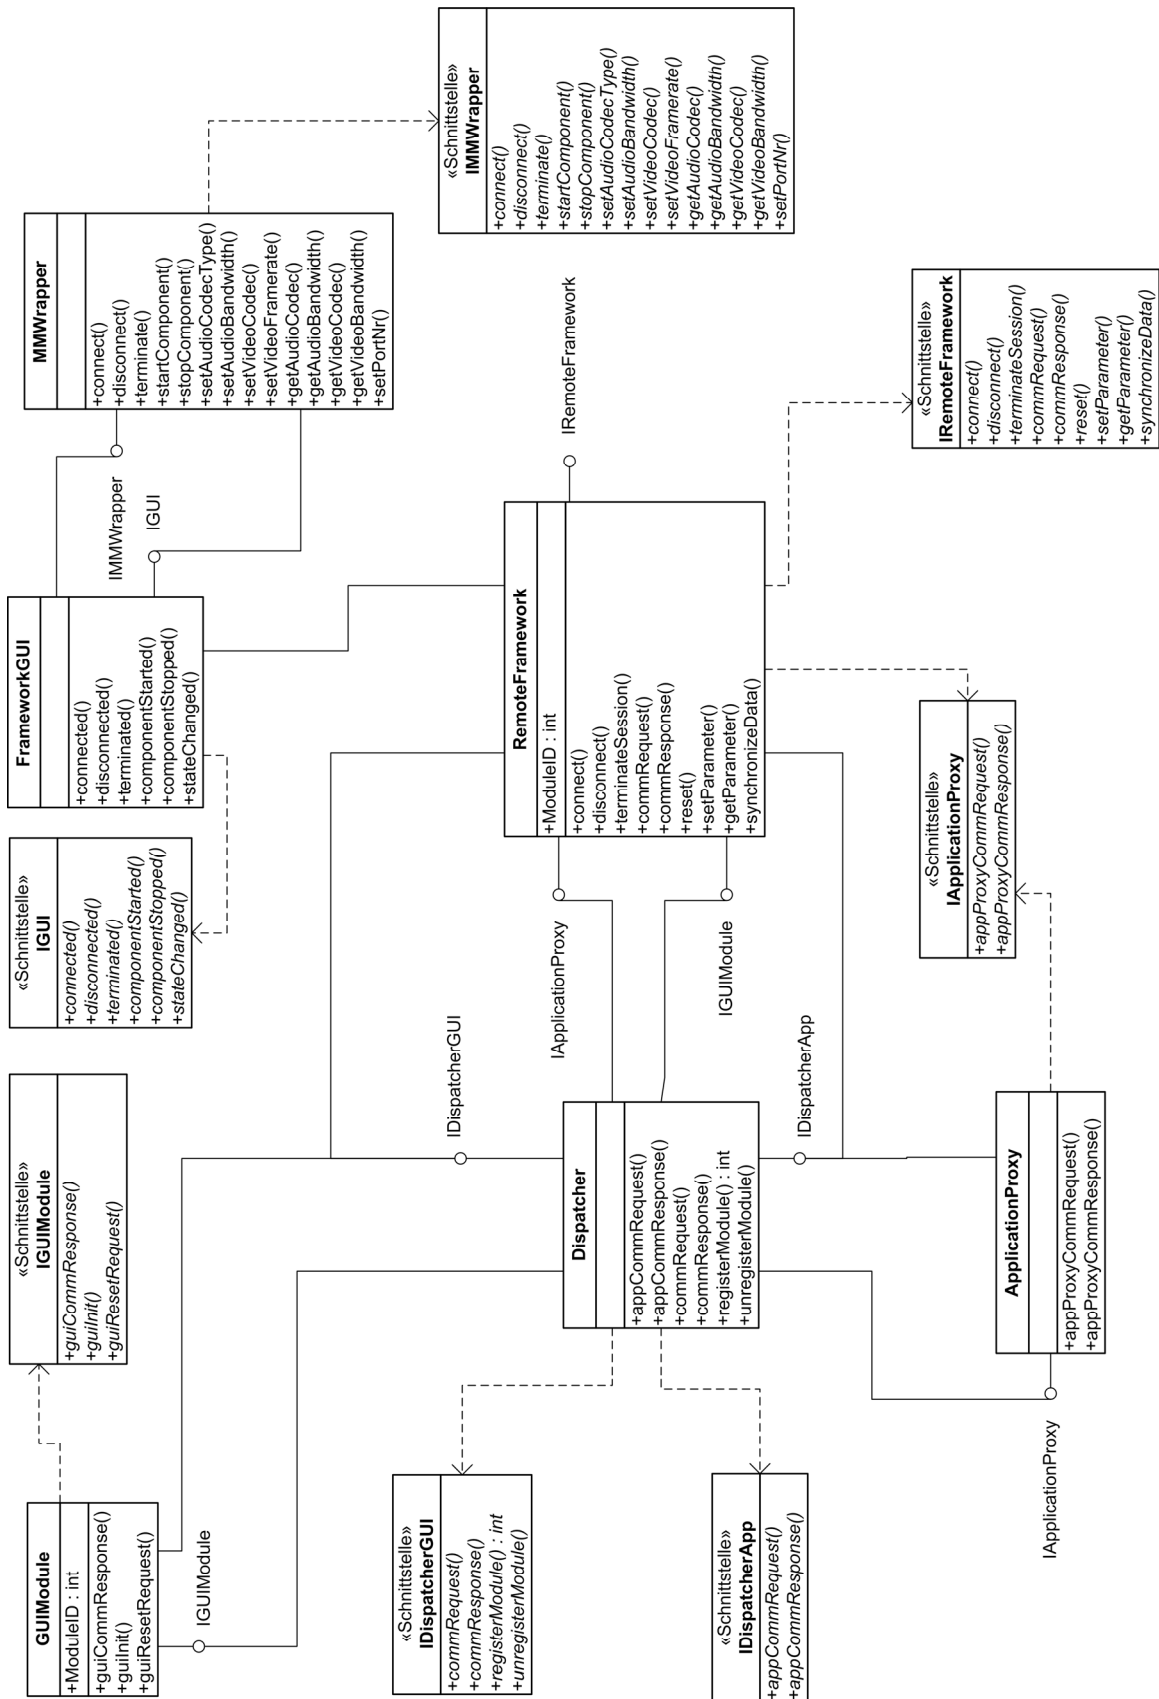 GUIModule
+ModuleID : int
+guiCommResponse()
+guiInit()
+guiResetRequest()
IGUIModule
«Schnittstelle»
IGUIModule
+guiCommResponse()
+guiInit()
+guiResetRequest()
«Schnittstelle»
IGUI
+connected()
+disconnected()
+terminated()
+componentStarted()
+componentStopped()
+stateChanged()
FrameworkGUI
+connected()
+disconnected()
+terminated()
+componentStarted()
+componentStopped()
+stateChanged()
IMMWrapper
IGUI
MMWrapper
+connect()
+disconnect()
+terminate()
+startComponent()
+stopComponent()
+setAudioCodecType()
+setAudioBandwidth()
+setVideoCodec()
+setVideoFramerate()
+getAudioCodec()
+getAudioBandwidth()
+getVideoCodec()
+getVideoBandwidth()
+setPortNr()
«Schnittstelle»
IDispatcherGUI
+commRequest()
+commResponse()
+registerModule() : int
+unregisterModule()
IDispatcherGUI
Dispatcher
+appCommRequest()
+appCommResponse()
+commRequest()
+commResponse()
+registerModule() : int
+unregisterModule()
IApplicationProxy
IGUIModule
IDispatcherApp
RemoteFramework
+ModuleID : int
+connect()
+disconnect()
+terminateSession()
+commRequest()
+commResponse()
+reset()
+setParameter()
+getParameter()
+synchronizeData()
IRemoteFramework
«Schnittstelle»
IMMWrapper
+connect()
+disconnect()
+terminate()
+startComponent()
+stopComponent()
+setAudioCodecType()
+setAudioBandwidth()
+setVideoCodec()
+setVideoFramerate()
+getAudioCodec()
+getAudioBandwidth()
+getVideoCodec()
+getVideoBandwidth()
+setPortNr()
«Schnittstelle»
IDispatcherApp
+appCommRequest()
+appCommResponse()
IApplicationProxy
ApplicationProxy
+appProxyCommRequest()
+appProxyCommResponse()
«Schnittstelle»
IApplicationProxy
+appProxyCommRequest()
+appProxyCommResponse()
«Schnittstelle»
IRemoteFramework
+connect()
+disconnect()
+terminateSession()
+commRequest()
+commResponse()
+reset()
+setParameter()
+getParameter()
+synchronizeData()